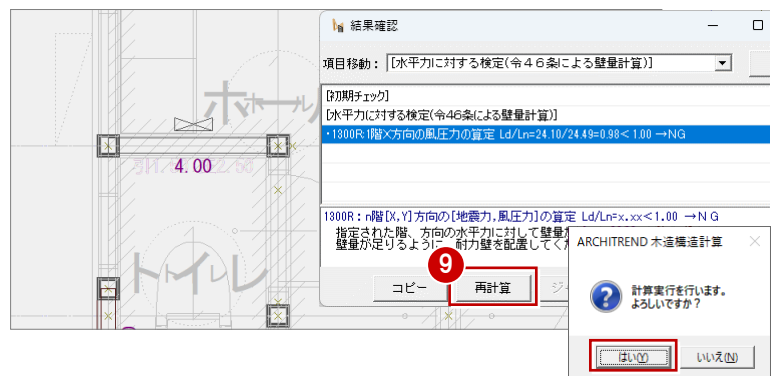 結果確認
項目移動： [水平力に対する検定(令４６条による壁量計算)]
[初期チェック]
[水平力に対する検定(令46条による壁量計算)]
・1300R:1階X方向の風圧力の算定 Ld/Ln=24.10/24.49=0.98＜1.00 →NG
1300R：n階[X,Y]方向の[地震力,風圧力]の算定 Ld/Ln=x.xx＜1.00 →ＮＧ
指定された階、方向の水平力に対して壁量が
壁量が足りるように、耐力壁を配置してくだ
9
コピー
再計算
ジ
ARCHITREND 木造構造計算
計算実行を行います。
よろしいですか？
はい(Y)
いいえ(N)
ホール
4.00
トイレ